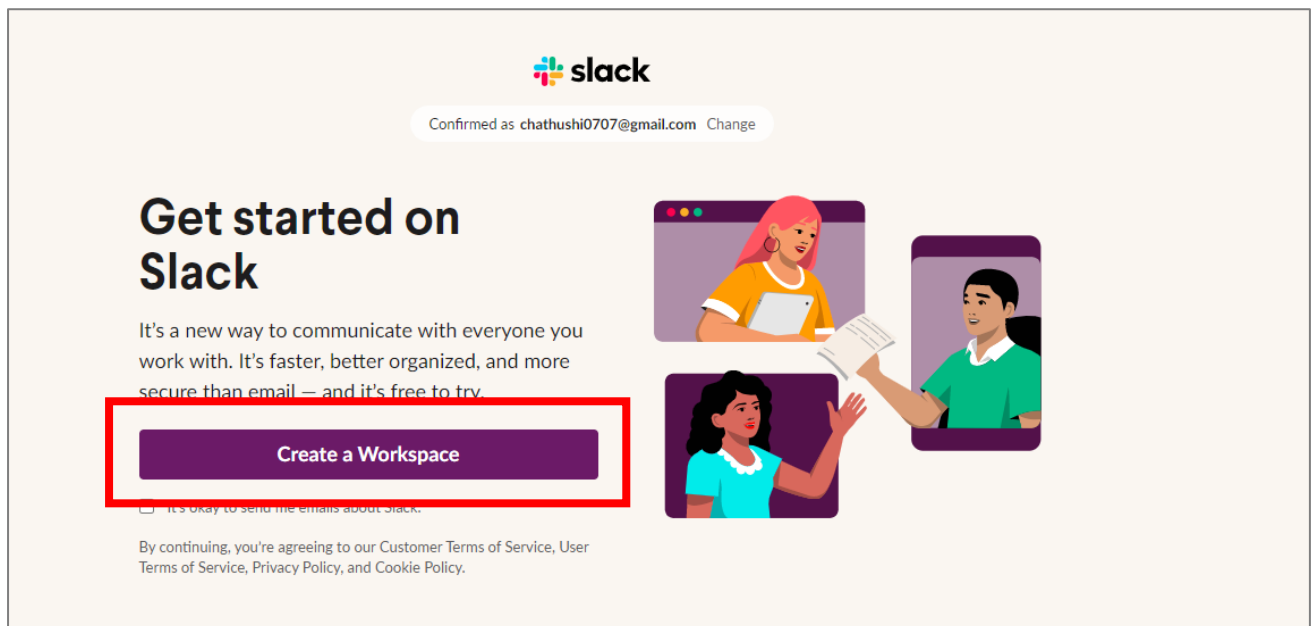 slack
Confirmed as chathushi0707@gmail.com Change
Get started on
Slack
It's a new way to communicate with everyone you
work with. It's faster, better organized, and more
secure than email — and it's free to try.
Create a Workspace
It's okay to send me emails about Slack.
By continuing, you're agreeing to our Customer Terms of Service, User
Terms of Service, Privacy Policy, and Cookie Policy.